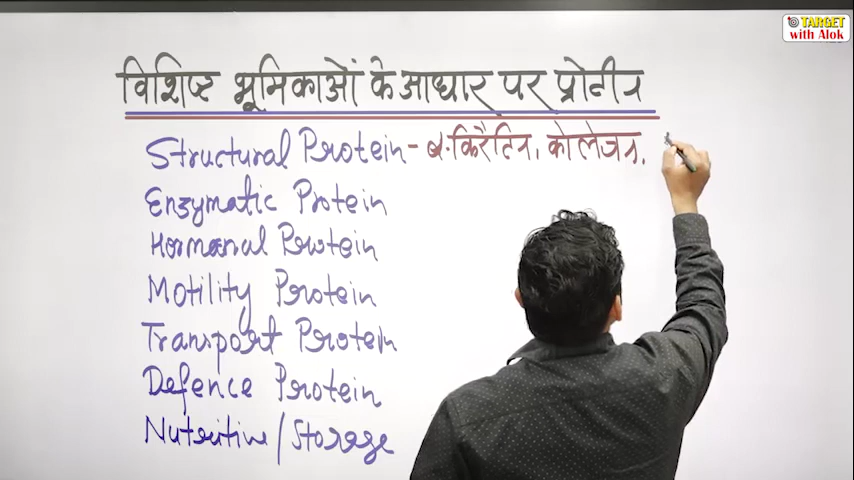 TARGET
with Alok
विशिष्ट भूमिकाओं के आधार पर प्रोटीन
Structural Protein - α. किरैटिन, कोलेजन,
Enzymatic Protein
Hormonal Protein
Motility Protein
Transport Protein
Defence Protein
Nutritive / Storage